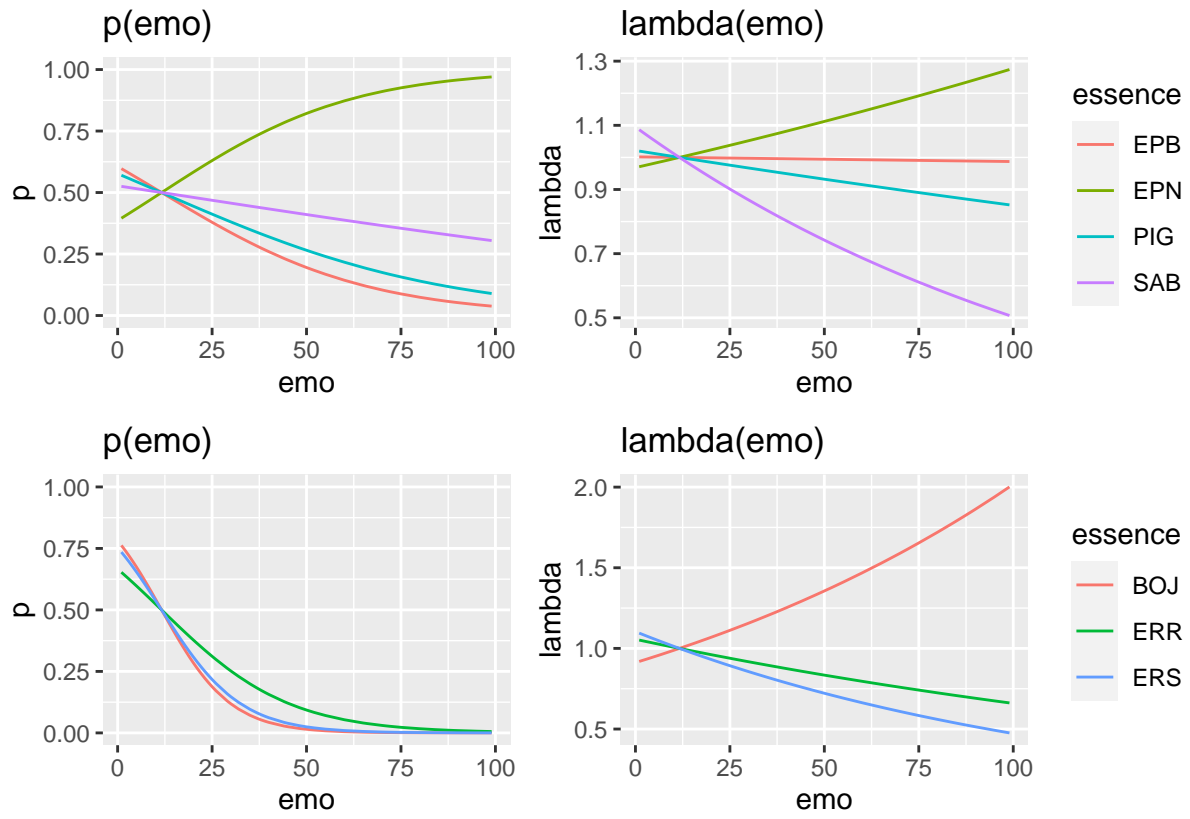 p(emo)
1.00
0.75
0.50
0.25
0.00
p
0 25 50 75 100
emo
lambda(emo)
1.3
1.1
0.9
0.7
0.5
lambda
0 25 50 75 100
emo
essence
EPB
EPN
PIG
SAB
p(emo)
1.00
0.75
0.50
0.25
0.00
p
0 25 50 75 100
emo
lambda(emo)
2.0
1.5
1.0
0.5
lambda
0 25 50 75 100
emo
essence
BOJ
ERR
ERS